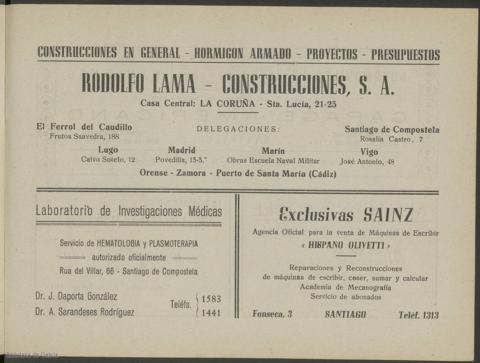 CONSTRUCCIONES EN GENERAL - HORMIGON ARMADO - PROYECTOS - PRESUPUESTOS
RODOLFO LAMA - CONSTRUCCIONES, S. A.
Casa Central: LA CORUÑA - Sta. Lucía, 21-23
DELEGACIONES:
El Ferrol del Caudillo
Frutos Saavedra, 188
Santiago de Compostela
Rosalía Castro, 7
Lugo
Calvo Sotelo, 12
Madrid
Povedilla, 13-5.º
Marín
Obras Escuela Naval Militar
Vigo
José Antonio, 48
Orense - Zamora - Puerto de Santa María (Cádiz)
Laboratorio de Investigaciones Médicas
Servicio de HEMATOLOBIA y PLASMOTERAPIA
autorizado oficialmente
Rua del Villar, 66 - Santiago de Compostela
Dr. J. Daporta González
Dr. A. Sarandeses Rodríguez
Teléfs.
1583
1441
Exclusivas SAINZ
Agencia Oficial para la venta de Máquinas de Escribir
« HISPANO OLIVETTI »
Reparaciones y Reconstrucciones
de máquinas de escribir, coser, sumar y calcular
Academia de Mecanografía
Servicio de abonados
Fonseca, 3 SANTIAGO Teléf. 1313